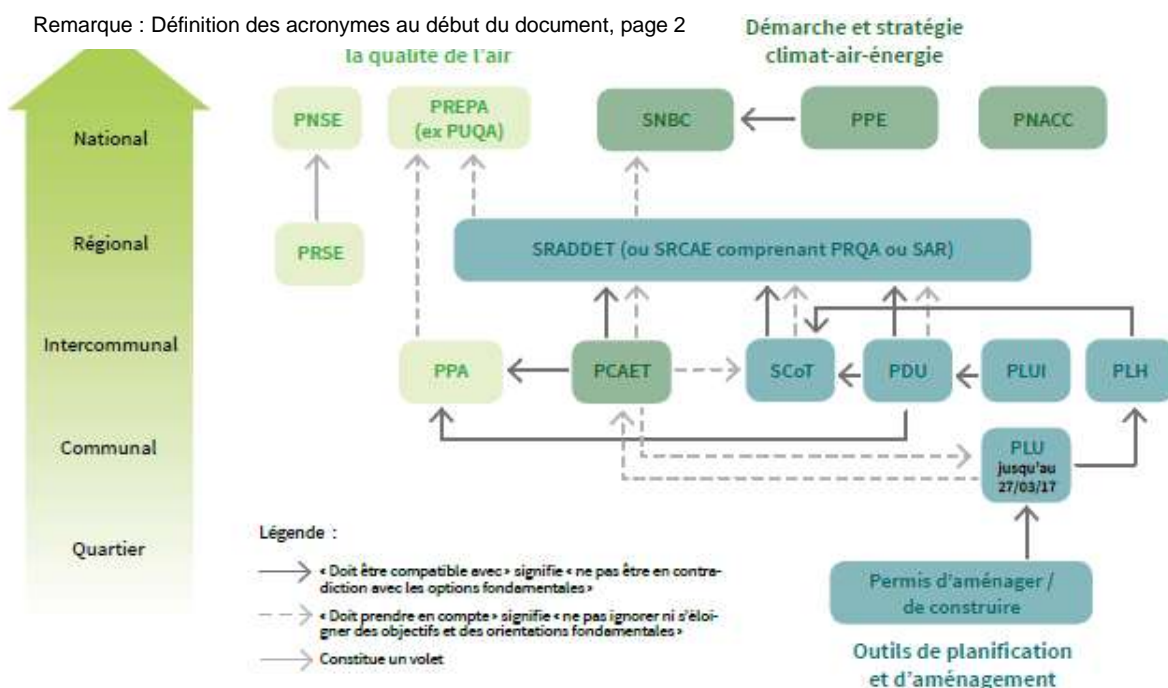 Remarque : Définition des acronymes au début du document, page 2
la qualité de l'air
Démarche et stratégie
climat-air-énergie
National
PNSE
PREPA
(ex PUQA)
SNBC
PPE
PNACC
Régional
PRSE
SRADDET (ou SRCAE comprenant PRQA ou SAR)
Intercommunal
PPA
PCAET
SCoT
PDU
PLUI
PLH
Communal
PLU
jusqu'au
27/03/17
Quartier
Permis d'aménager /
de construire
Outils de planification
et d'aménagement
Légende :
« Doit être compatible avec » signifie « ne pas être en contra-
diction avec les options fondamentales »
« Doit prendre en compte » signifie « ne pas ignorer ni s'éloi-
gner des objectifs et des orientations fondamentales »
Constitue un volet